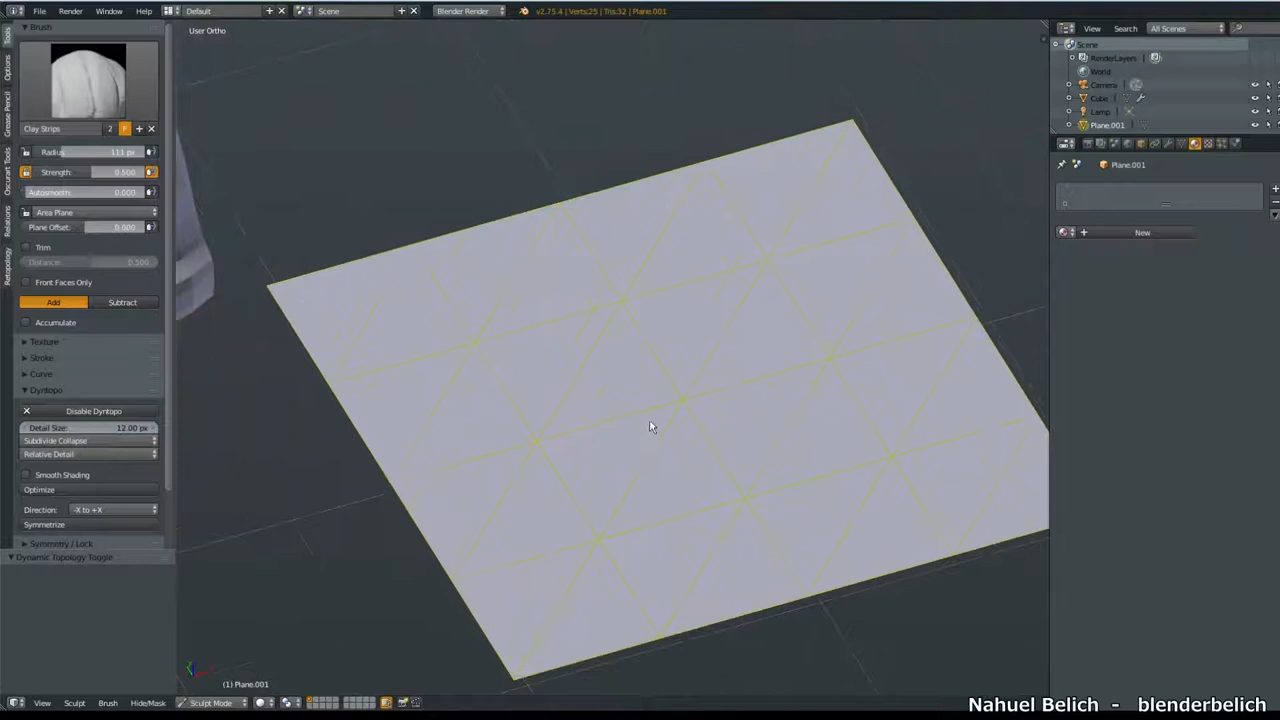 File
Render
Window
Help
Default
Scene
Blender Render
v2.75.4 | Verts:25 | Tris:32 | Plane.001
Tools
Options
Grease Pencil
Oscurart Tools
Relations
Retopology
Brush
Clay Strips
2
F
Radius: 113 px
Strength: 0.500
Autosmooth: 0.000
Area Plane
Plane Offset: 0.000
Trim
Distance: 0.500
Front Faces Only
Add
Subtract
Accumulate
Texture
Stroke
Curve
Dyntopo
Disable Dyntopo
Detail Size: 12.00 px
Subdivide Collapse
Relative Detail
Smooth Shading
Optimize
Direction: -X to +X
Symmetrize
Symmetry / Lock
Dynamic Topology Toggle
User Ortho
(1) Plane.001
View
Sculpt
Brush
Hide/Mask
Sculpt Mode
View
Search
All Scenes
Scene
RenderLayers
World
Camera
Cube
Lamp
Plane.001
Plane.001
New
Nahuel Belich - blenderbelich